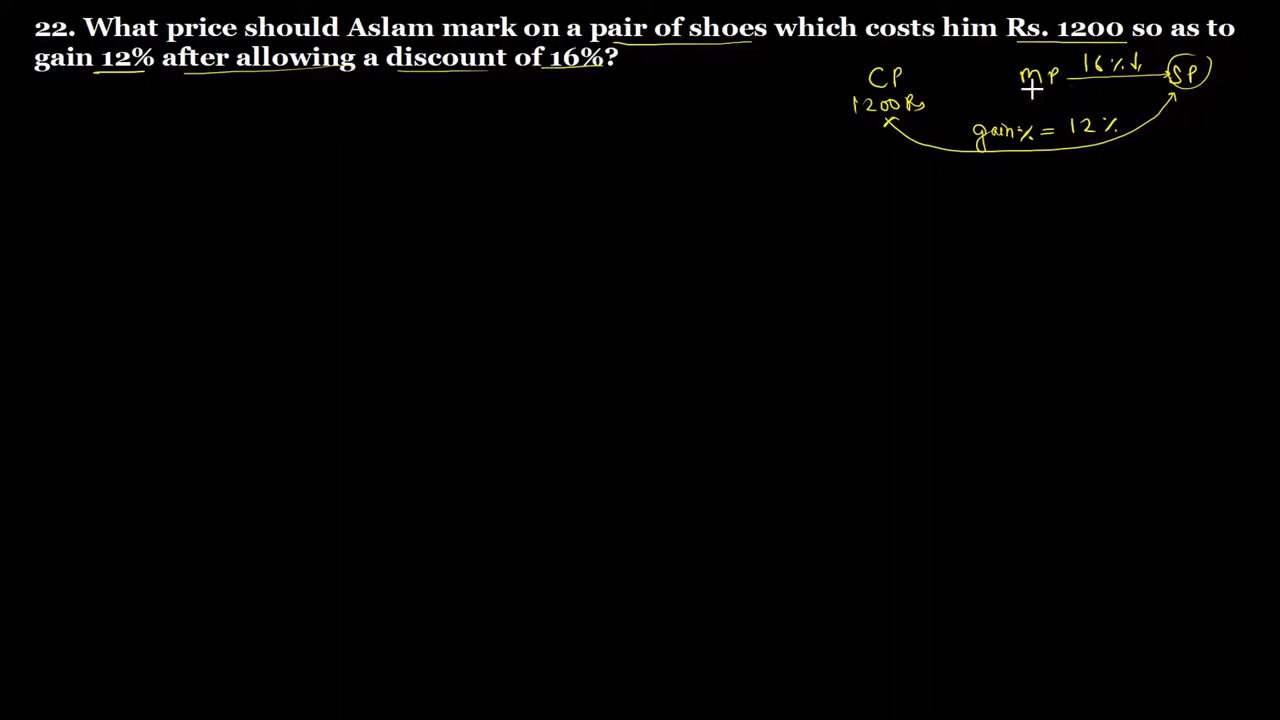 22. What price should Aslam mark on a pair of shoes which costs him Rs. 1200 so as to
gain 12% after allowing a discount of 16%?
CP MP 16%↓ SP
1200 Rs
gain% = 12%